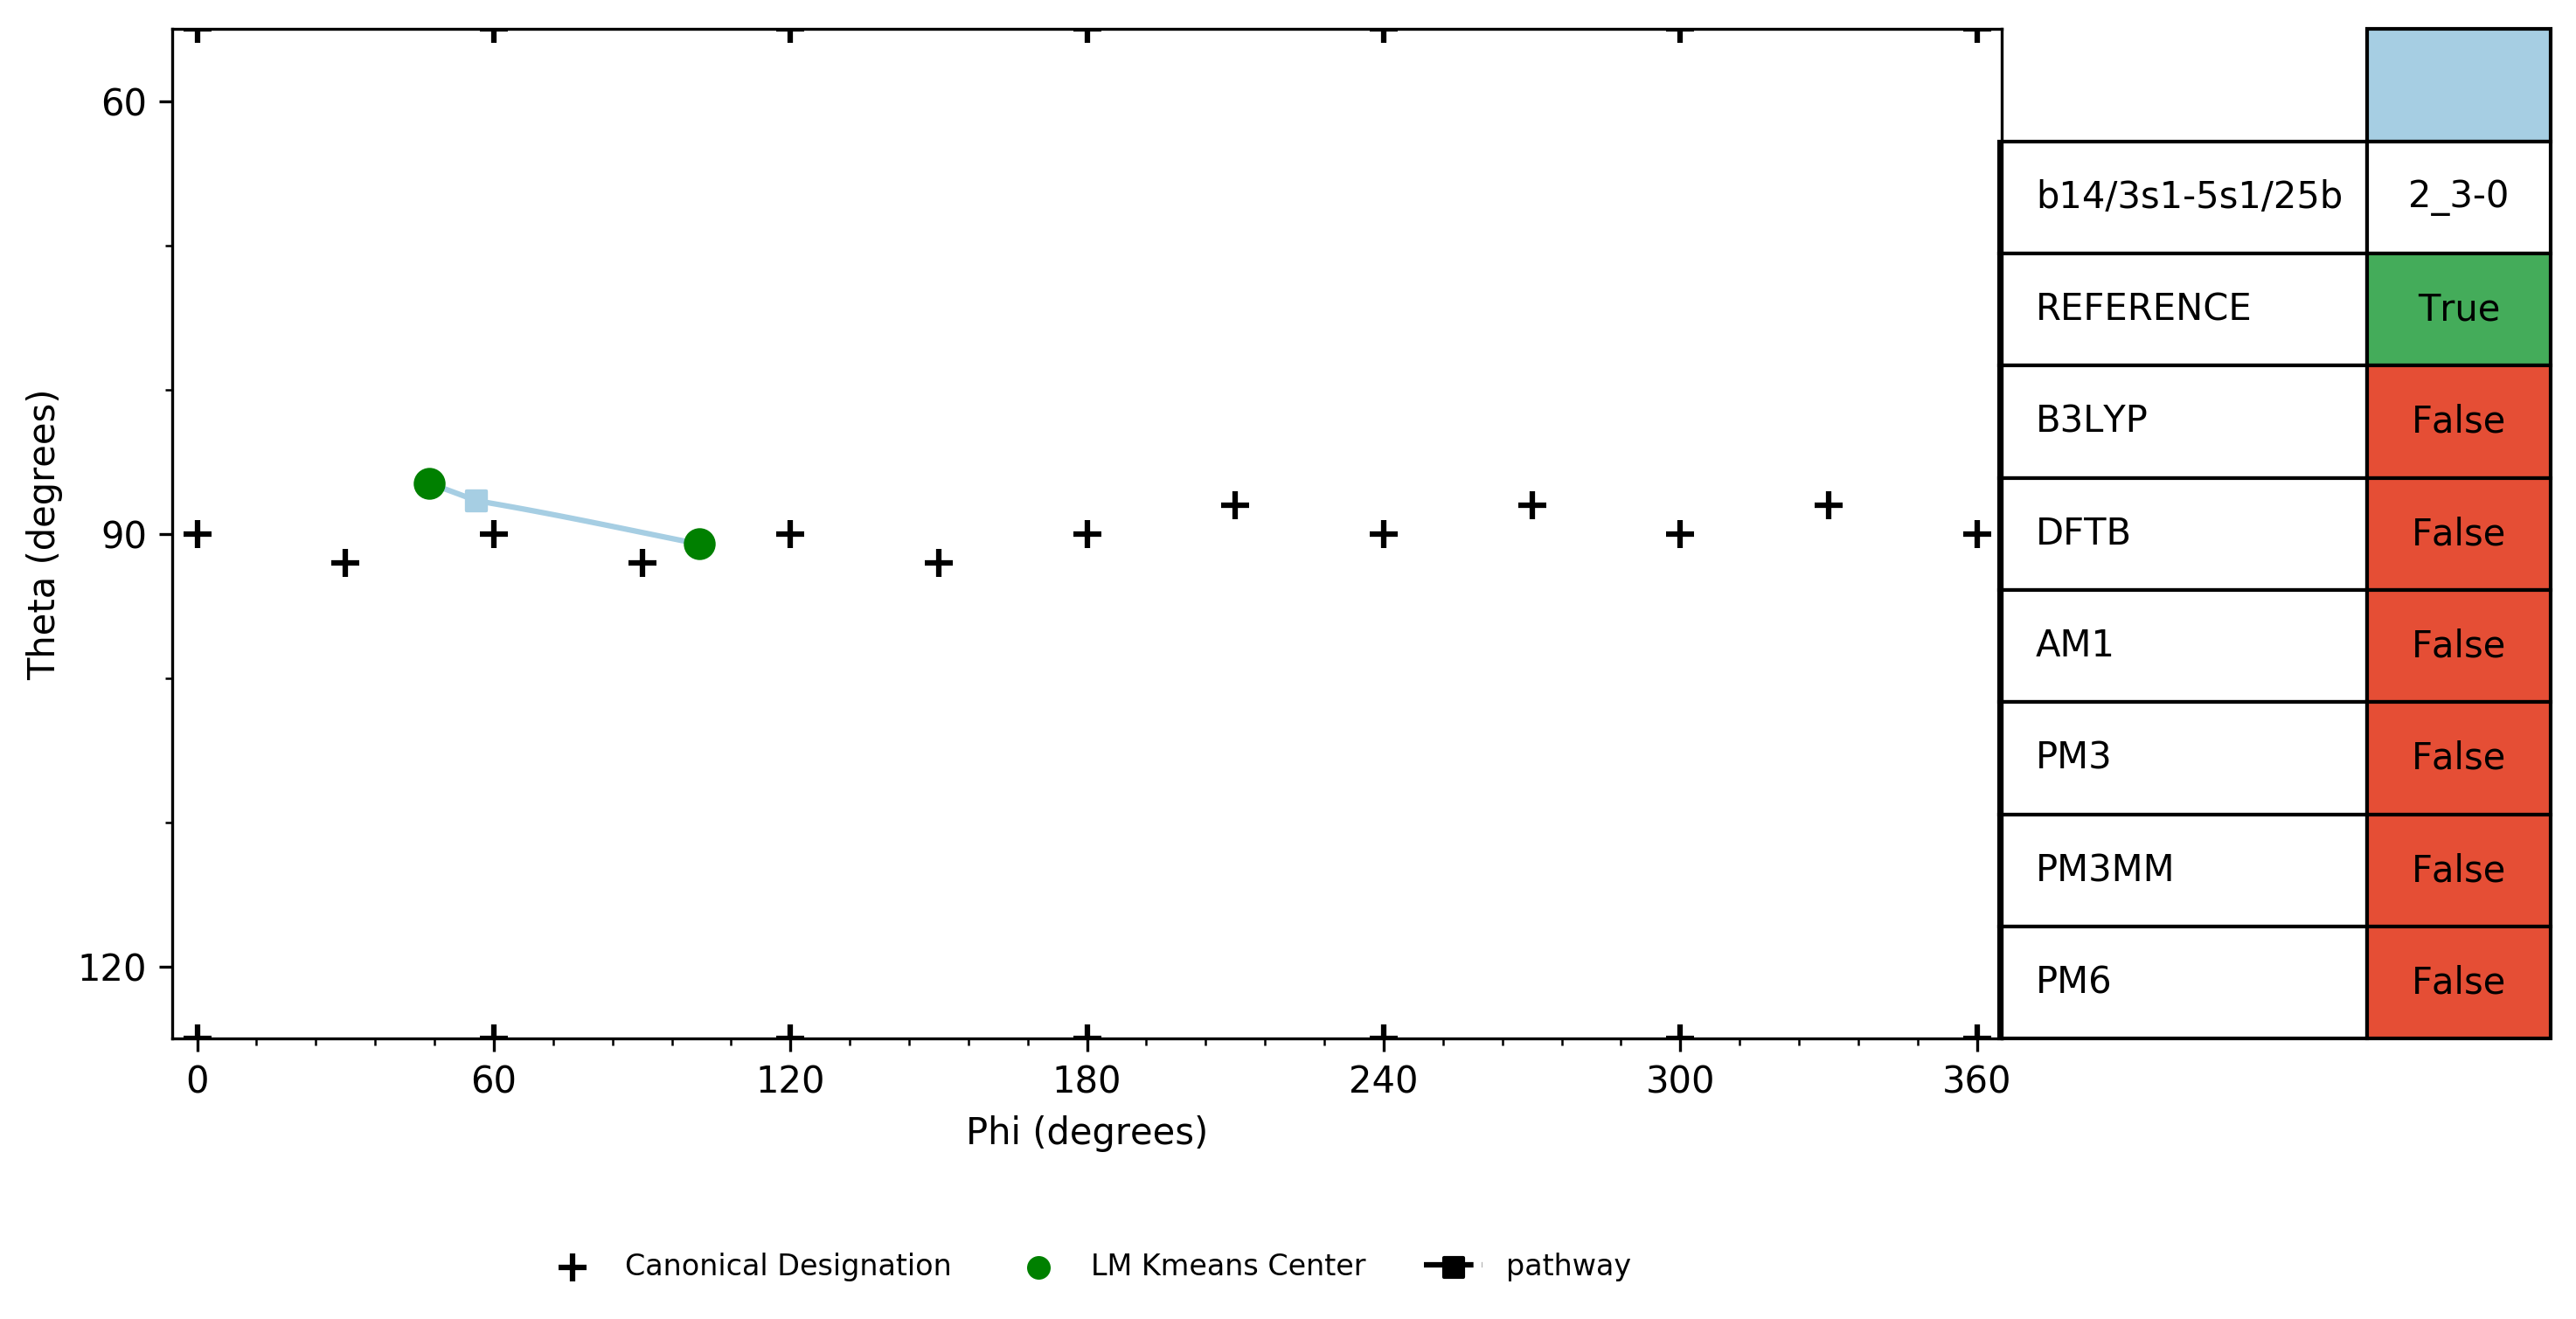 60
90
120
Theta (degrees)
0 60 120 180 240 300 360
Phi (degrees)
b14/3s1-5s1/25b 2_3-0
REFERENCE True
B3LYP False
DFTB False
AM1 False
PM3 False
PM3MM False
PM6 False
Canonical Designation LM Kmeans Center pathway